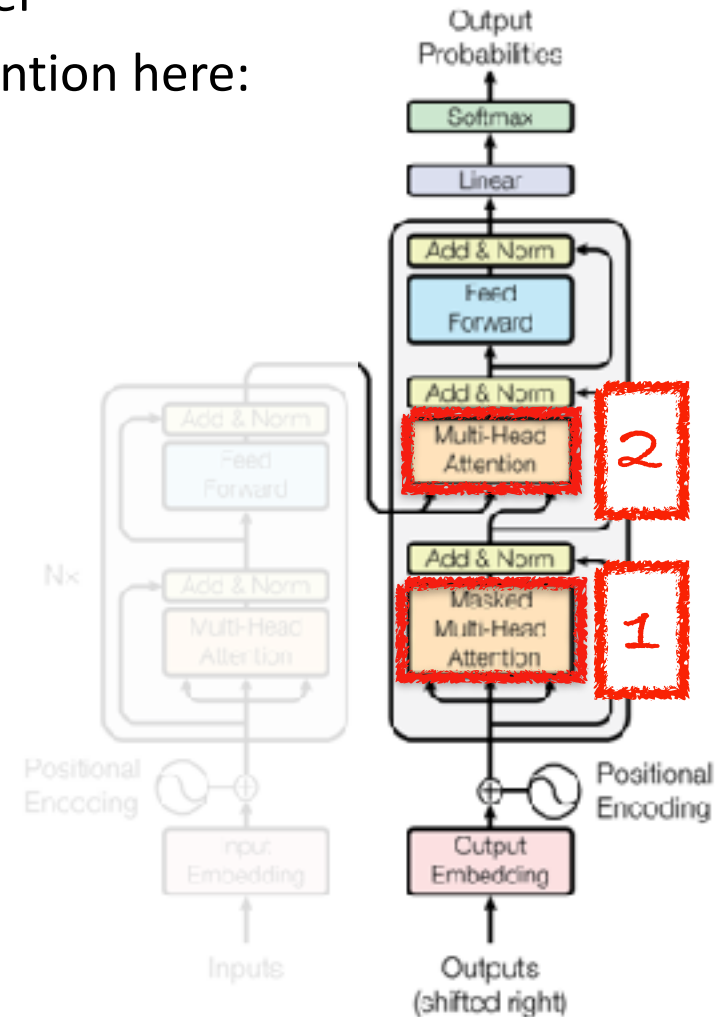 er
ntion here:
Output
Probabilities
Softmax
Linear
Add & Norm
Feed
Forward
Add & Norm
Multi-Head
Attention
2
Add & Norm
Masked
Multi-Head
Attention
1
Positional
Encoding
Output
Embedding
Outputs
(shifted right)
Add & Norm
Feed
Forward
N×
Add & Norm
Multi-Head
Attention
Positional
Encoding
Input
Embedding
Inputs